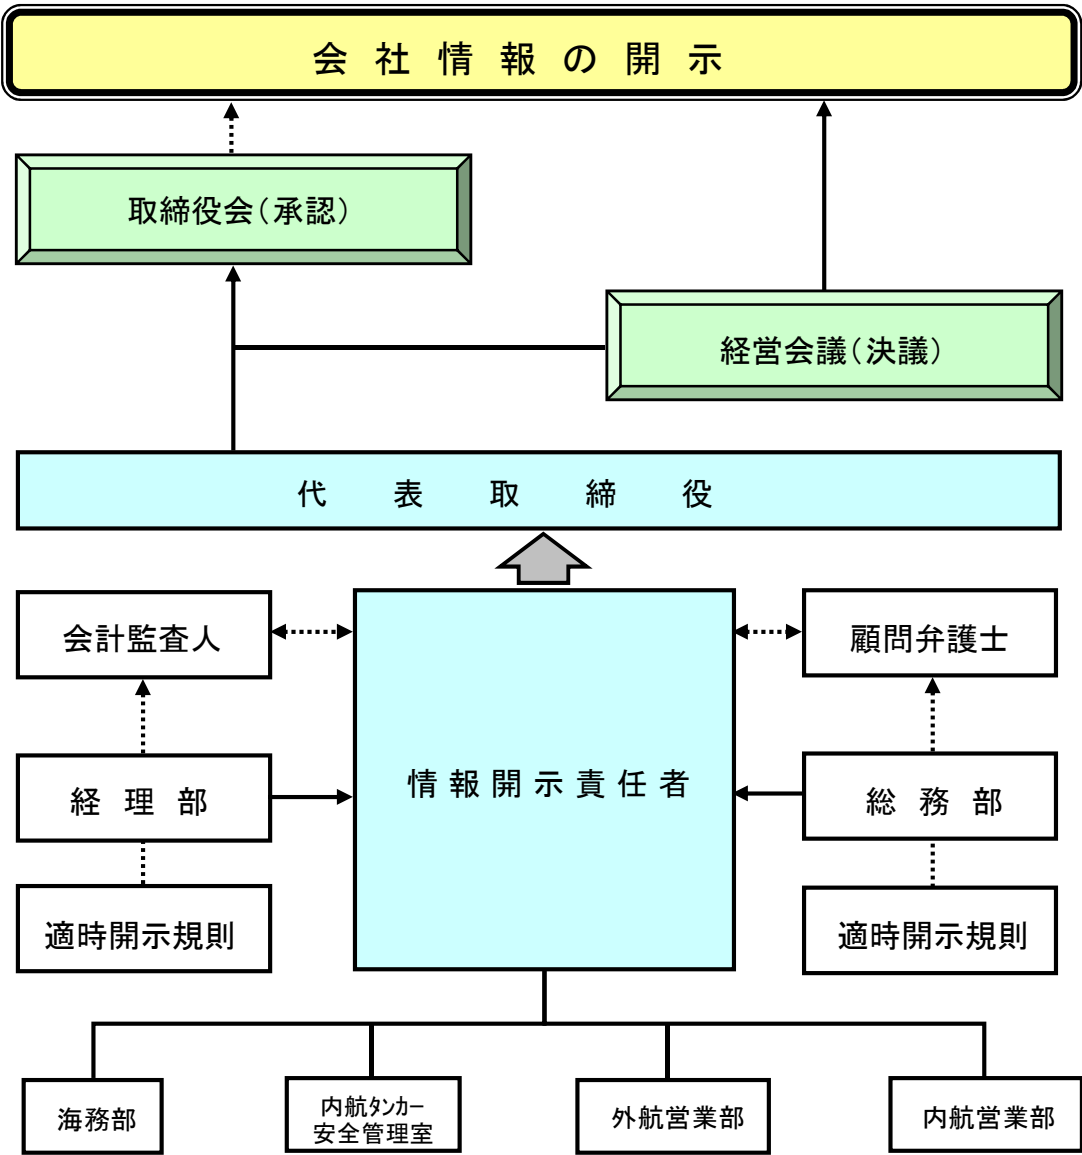 会社情報の開示
取締役会(承認)
経営会議(決議)
代表取締役
会計監査人
顧問弁護士
情報開示責任者
経理部
総務部
適時開示規則
適時開示規則
海務部
内航ﾀﾝｶｰ
安全管理室
外航営業部
内航営業部